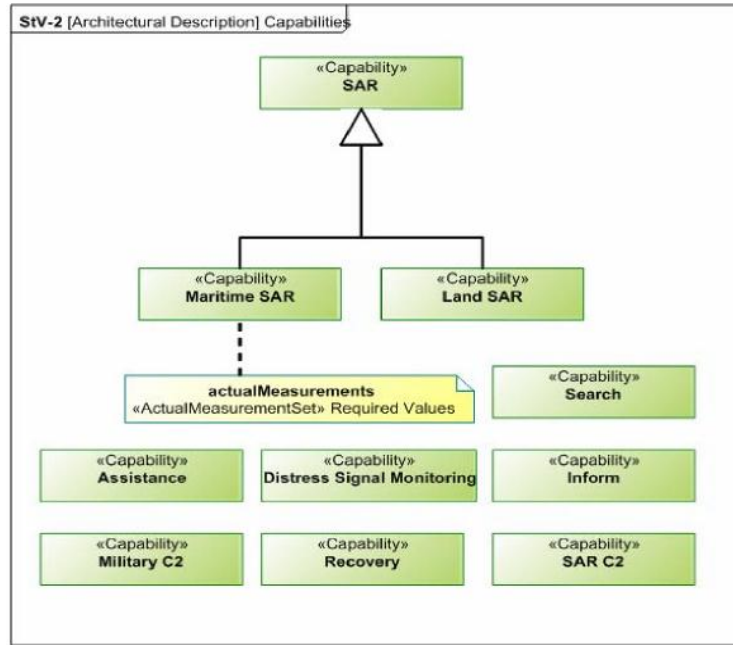 StV-2 [Architectural Description] Capabilities
«Capability»
SAR
«Capability»
Maritime SAR
«Capability»
Land SAR
actualMeasurements
«ActualMeasurementSet» Required Values
«Capability»
Search
«Capability»
Assistance
«Capability»
Distress Signal Monitoring
«Capability»
Inform
«Capability»
Military C2
«Capability»
Recovery
«Capability»
SAR C2